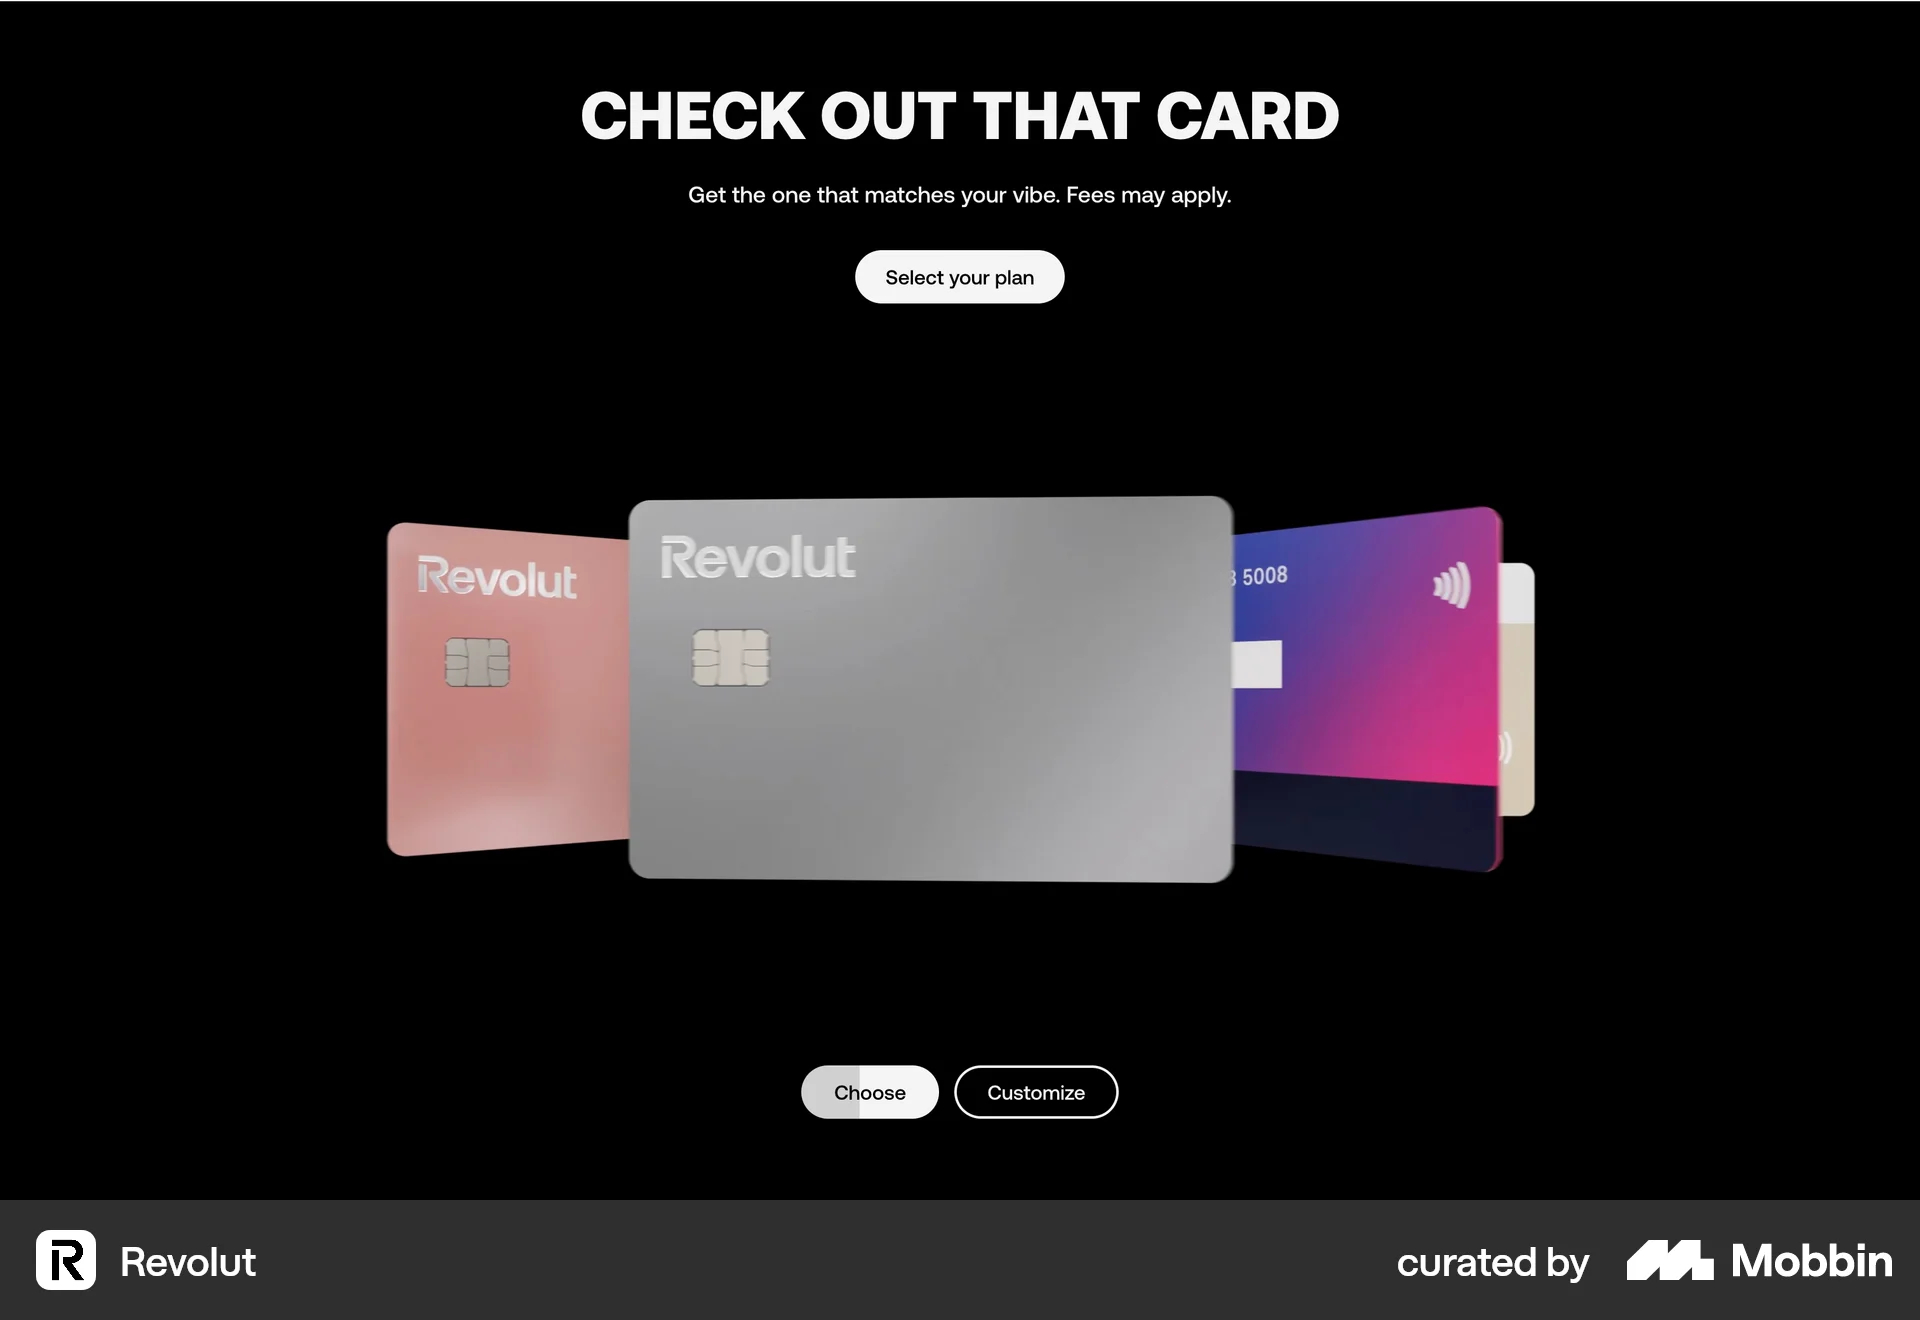 CHECK OUT THAT CARD
Get the one that matches your vibe. Fees may apply.
Select your plan
Revolut
Revolut
5008
Choose
Customize
Revolut
curated by Mobbin